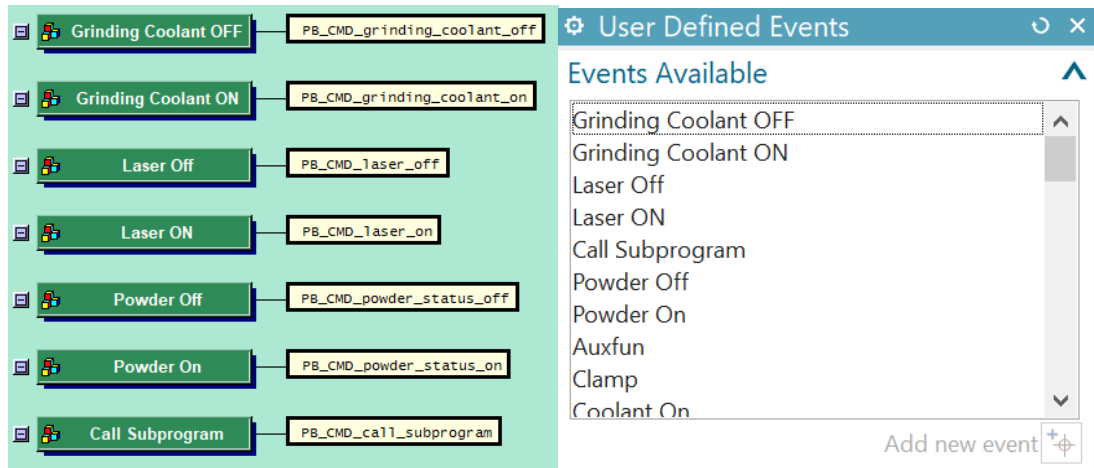 Grinding Coolant OFF
PB_CMD_grinding_coolant_off
Grinding Coolant ON
PB_CMD_grinding_coolant_on
Laser Off
PB_CMD_laser_off
Laser ON
PB_CMD_laser_on
Powder Off
PB_CMD_powder_status_off
Powder On
PB_CMD_powder_status_on
Call Subprogram
PB_CMD_call_subprogram
User Defined Events
Events Available
Grinding Coolant OFF
Grinding Coolant ON
Laser Off
Laser ON
Call Subprogram
Powder Off
Powder On
Auxfun
Clamp
Coolant On
Add new event